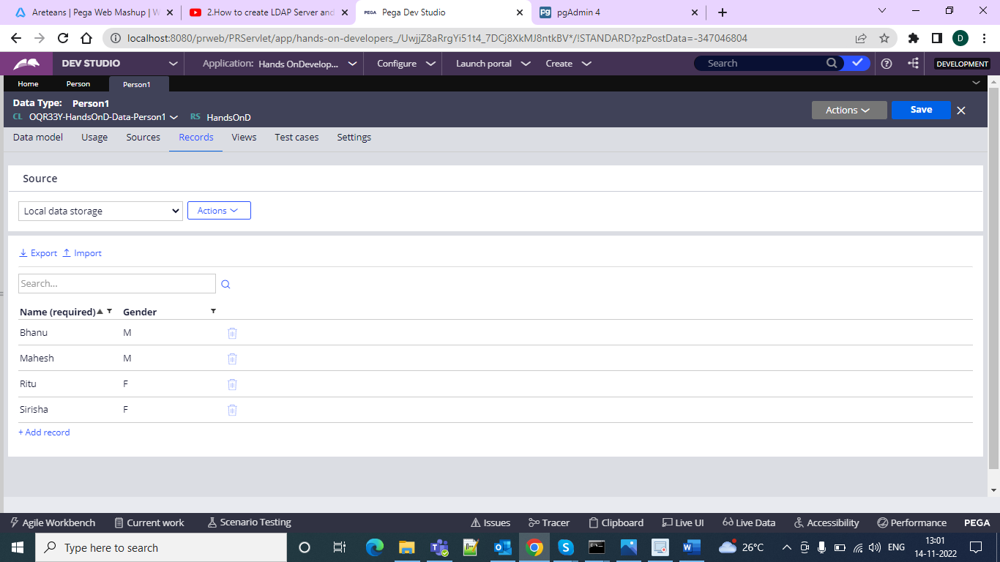 Areteans | Pega Web Mashup | W
2.How to create LDAP Server and
PEGA Pega Dev Studio
pg pgAdmin 4
localhost:8080/prweb/PRServlet/app/hands-on-developers_/UwjjZ8aRrgYi51t4_7DCj8XkMJ8ntkBV*/!STANDARD?pzPostData=-347046804
D
DEV STUDIO
Application: Hands OnDevelop...
Configure
Launch portal
Create
Search
DEVELOPMENT
Home
Person
Person1
Data Type: Person1
CL OQR33Y-HandsOnD-Data-Person1 RS HandsOnD
Actions
Save
Data model
Usage
Sources
Records
Views
Test cases
Settings
Source
Local data storage
Actions
Export
Import
Search...
Name (required) Gender
Bhanu M
Mahesh M
Ritu F
Sirisha F
+ Add record
Agile Workbench
Current work
Scenario Testing
Issues
Tracer
Clipboard
Live UI
Live Data
Accessibility
Performance
PEGA
Type here to search
26°C
ENG
13:01
14-11-2022